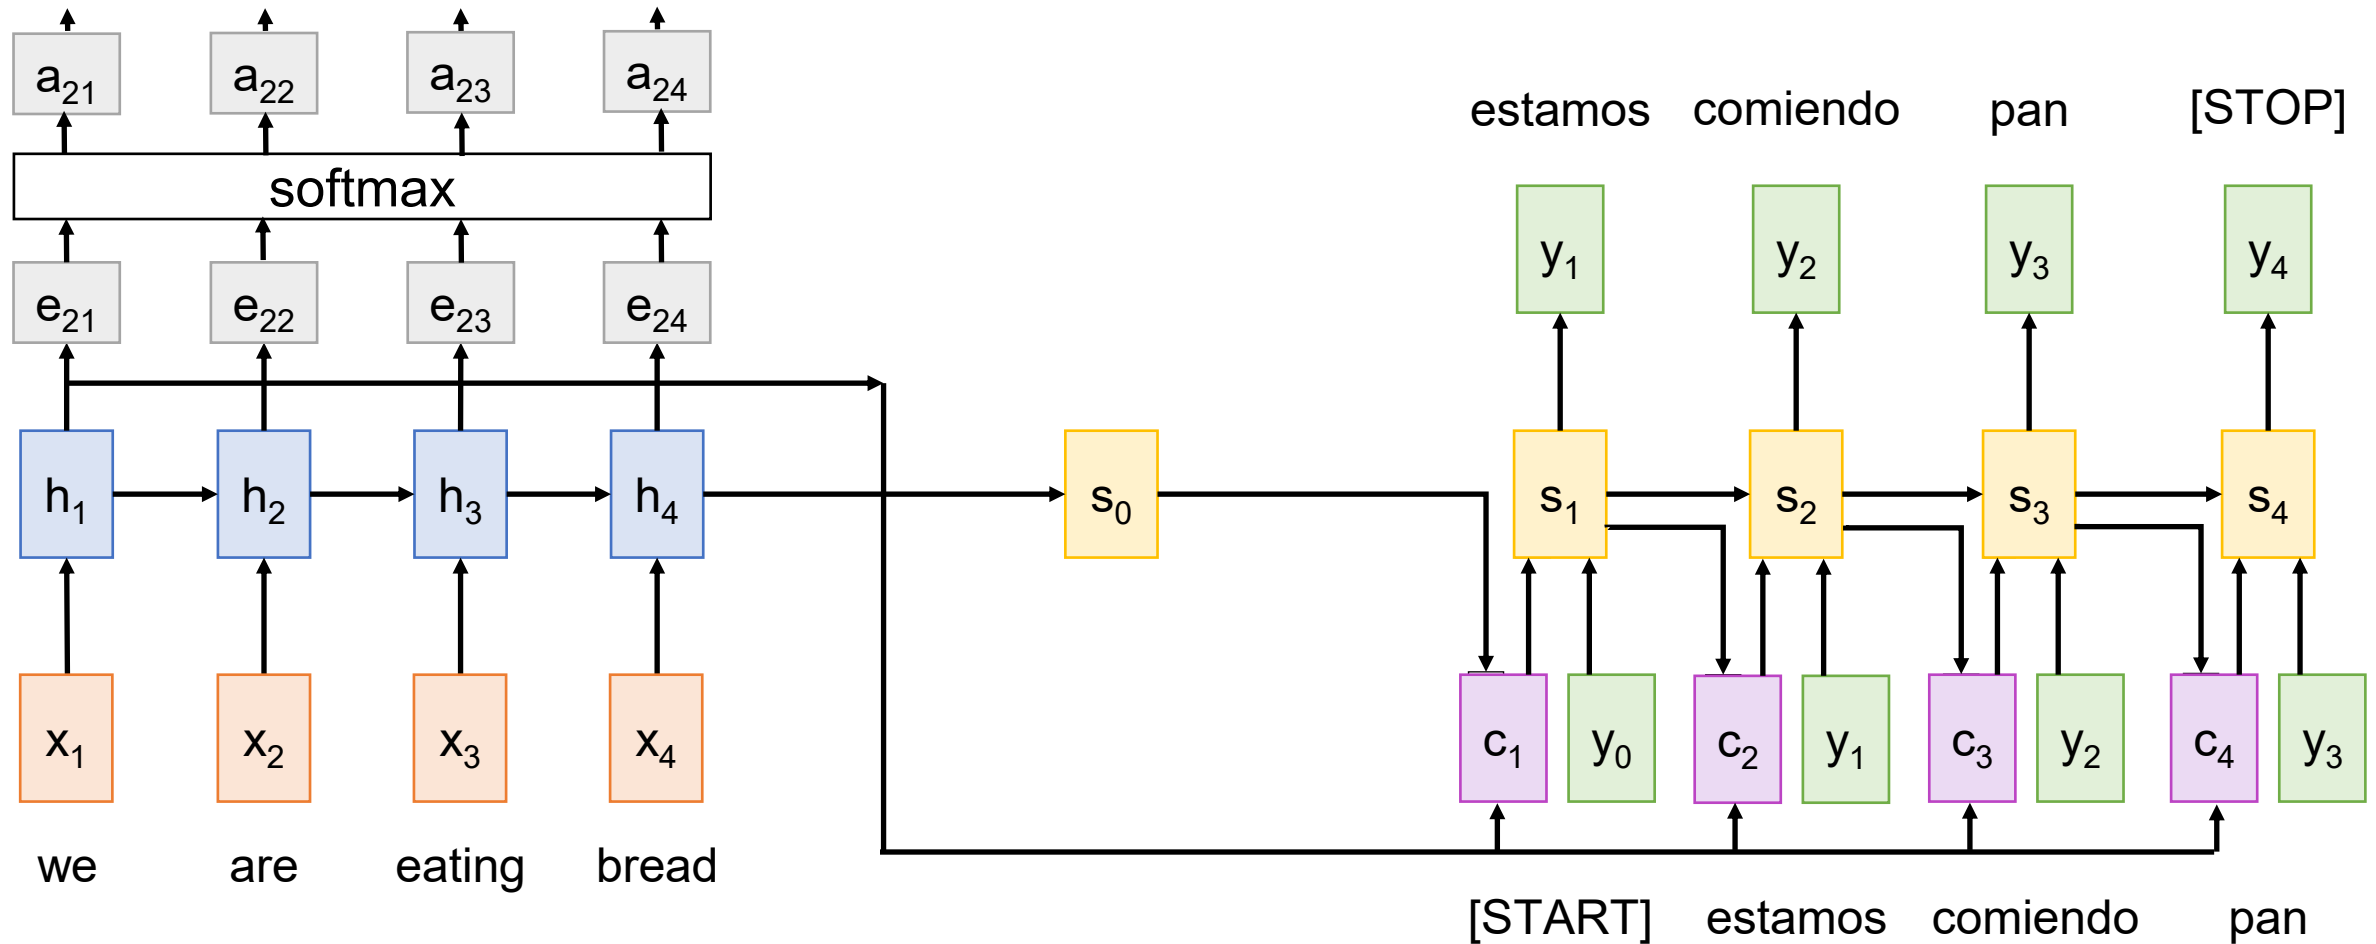 a21 a22 a23 a24
softmax
e21 e22 e23 e24
h1 h2 h3 h4
x1 x2 x3 x4
we are eating bread
s0
estamos comiendo pan [STOP]
y1 y2 y3 y4
s1 s2 s3 s4
c1 y0 c2 y1 c3 y2 c4 y3
[START] estamos comiendo pan